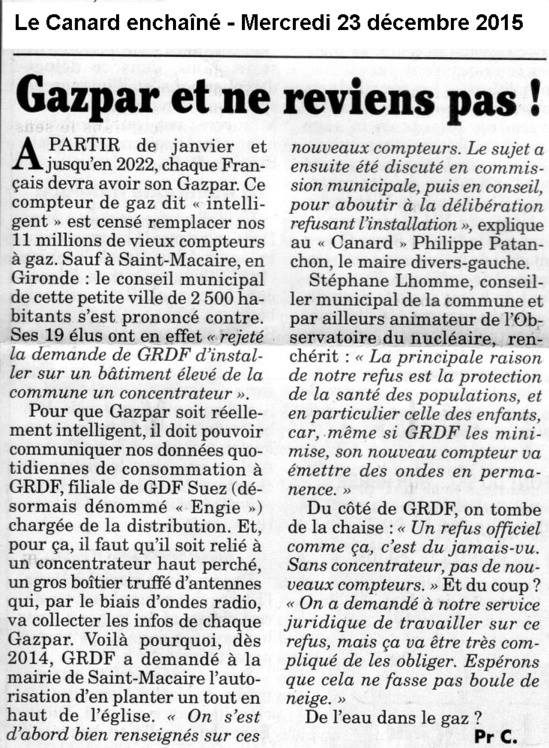 Le Canard enchaîné - Mercredi 23 décembre 2015
Gazpar et ne reviens pas !
A PARTIR de janvier et
jusqu'en 2022, chaque Fran-
çais devra avoir son Gazpar. Ce
compteur de gaz dit « intelli-
gent » est censé remplacer nos
11 millions de vieux compteurs
à gaz. Sauf à Saint-Macaire, en
Gironde : le conseil municipal
de cette petite ville de 2 500 ha-
bitants s'est prononcé contre.
Ses 19 élus ont en effet « rejeté
la demande de GRDF d'instal-
ler sur un bâtiment élevé de la
commune un concentrateur ».
Pour que Gazpar soit réelle-
ment intelligent, il doit pouvoir
communiquer nos données quo-
tidiennes de consommation à
GRDF, filiale de GDF Suez (dé-
sormais dénommé « Engie »)
chargée de la distribution. Et,
pour ça, il faut qu'il soit relié à
un concentrateur haut perché,
un gros boîtier truffé d'antennes
qui, par le biais d'ondes radio,
va collecter les infos de chaque
Gazpar. Voilà pourquoi, dès
2014, GRDF a demandé à la
mairie de Saint-Macaire l'auto-
risation d'en planter un tout en
haut de l'église. « On s'est
d'abord bien renseignés sur ces
nouveaux compteurs. Le sujet a
ensuite été discuté en commis-
sion municipale, puis en conseil,
pour aboutir à la délibération
refusant l'installation », explique
au « Canard » Philippe Patan-
chon, le maire divers-gauche.
Stéphane Lhomme, conseil-
ler municipal de la commune et
par ailleurs animateur de l'Ob-
servatoire du nucléaire, ren-
chérit : « La principale raison
de notre refus est la protection
de la santé des populations, et
en particulier celle des enfants,
car, même si GRDF les mini-
mise, son nouveau compteur va
émettre des ondes en perma-
nence. »
Du côté de GRDF, on tombe
de la chaise : « Un refus officiel
comme ça, c'est du jamais-vu.
Sans concentrateur, pas de nou-
veaux compteurs. » Et du coup ?
« On a demandé à notre service
juridique de travailler sur ce
refus, mais ça va être très com-
pliqué de les obliger. Espérons
que cela ne fasse pas boule de
neige. »
De l'eau dans le gaz ?
Pr C.